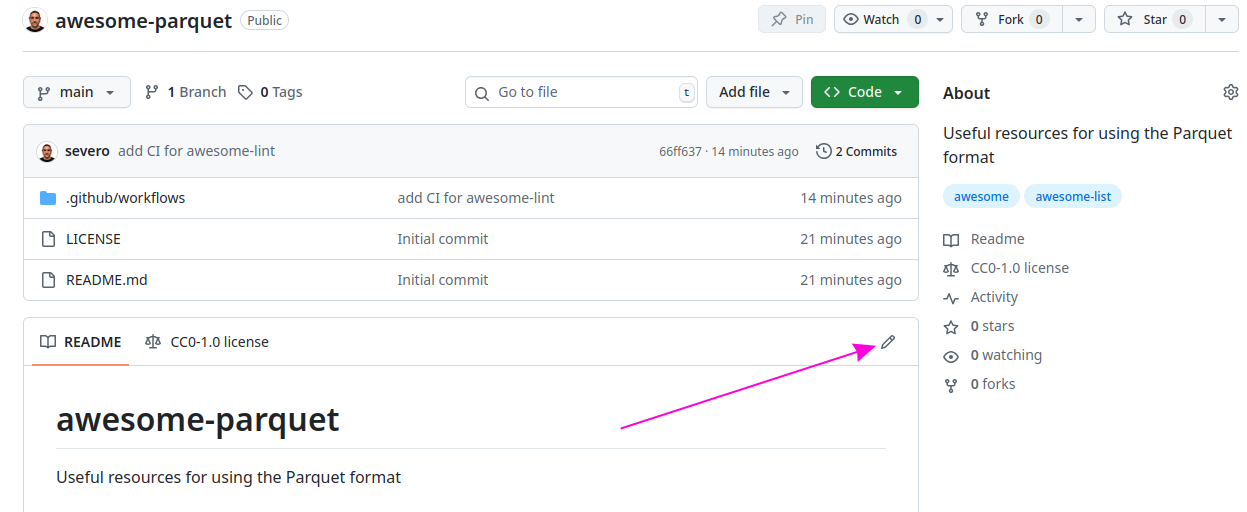 awesome-parquet Public Pin Watch 0 Fork 0 Star 0
main 1 Branch 0 Tags Go to file t Add file Code
severo add CI for awesome-lint 66ff637 · 14 minutes ago 2 Commits
.github/workflows add CI for awesome-lint 14 minutes ago
LICENSE Initial commit 21 minutes ago
README.md Initial commit 21 minutes ago
README CC0-1.0 license
awesome-parquet
Useful resources for using the Parquet format
About
Useful resources for using the Parquet
format
awesome awesome-list
Readme
CC0-1.0 license
Activity
0 stars
0 watching
0 forks